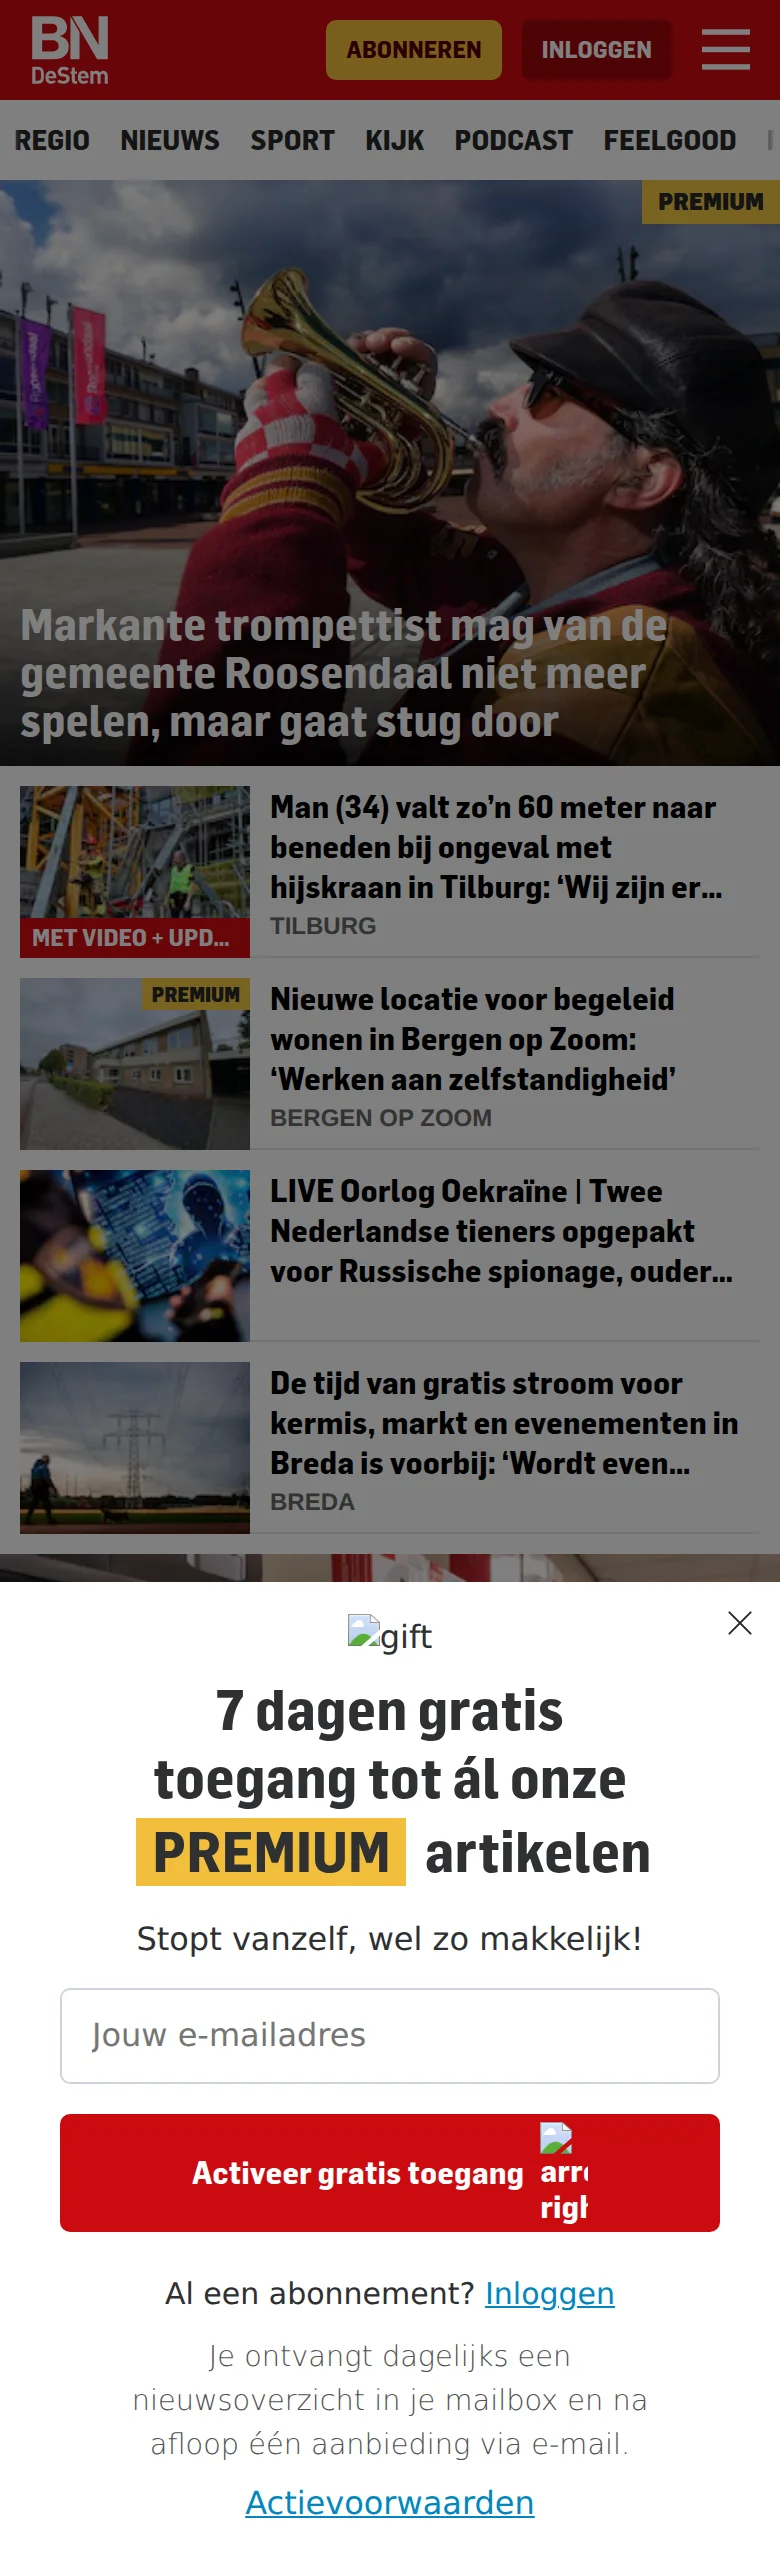 BN
DeStem
ABONNEREN
INLOGGEN
REGIO NIEUWS SPORT KIJK PODCAST FEELGOOD
PREMIUM
Roosendaal
Roosendaal
Markante trompettist mag van de
gemeente Roosendaal niet meer
spelen, maar gaat stug door
Man (34) valt zo’n 60 meter naar
beneden bij ongeval met
hijskraan in Tilburg: ‘Wij zijn er...
TILBURG
MET VIDEO + UPD...
PREMIUM
Nieuwe locatie voor begeleid
wonen in Bergen op Zoom:
‘Werken aan zelfstandigheid’
BERGEN OP ZOOM
LIVE Oorlog Oekraïne | Twee
Nederlandse tieners opgepakt
voor Russische spionage, ouder...
De tijd van gratis stroom voor
kermis, markt en evenementen in
Breda is voorbij: ‘Wordt even...
BREDA
gift
7 dagen gratis
toegang tot ál onze
PREMIUM artikelen
Stopt vanzelf, wel zo makkelijk!
Jouw e-mailadres
Activeer gratis toegang
Al een abonnement? Inloggen
Je ontvangt dagelijks een
nieuwsoverzicht in je mailbox en na
afloop één aanbieding via e-mail.
Actievoorwaarden